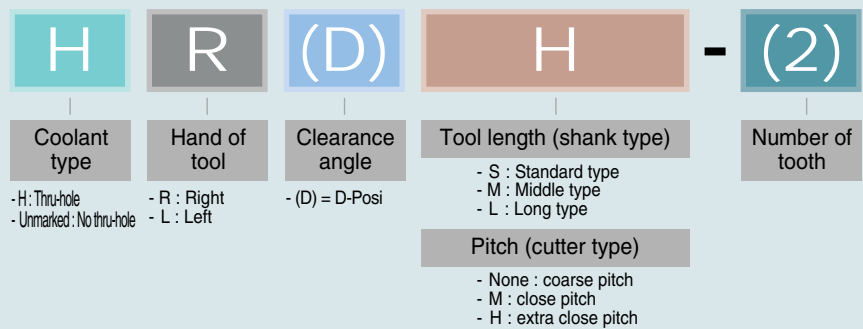 H R (D) H - (2)
Coolant
type
- H : Thru-hole
- Unmarked : No thru-hole
Hand of
tool
- R : Right
- L : Left
Clearance
angle
- (D) = D-Posi
Tool length (shank type)
- S : Standard type
- M : Middle type
- L : Long type
Pitch (cutter type)
- None : coarse pitch
- M : close pitch
- H : extra close pitch
Number of
tooth